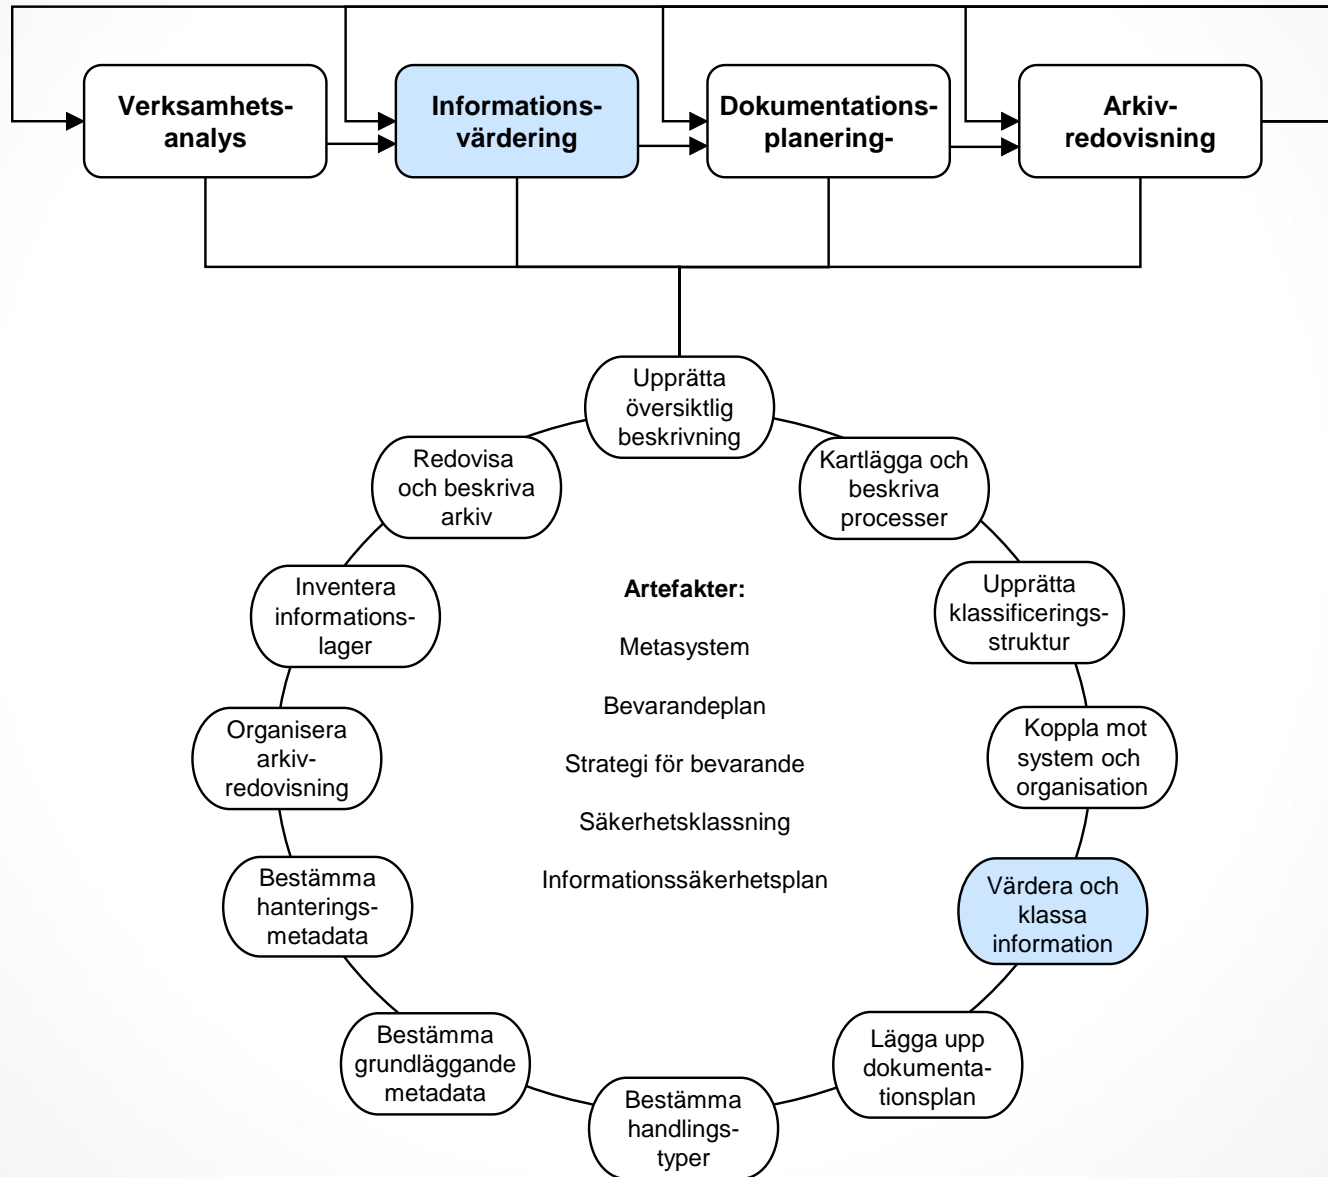 Verksamhets-
analys
Informations-
värdering
Dokumentations-
planering-
Arkiv-
redovisning
Upprätta
översiktlig
beskrivning
Kartlägga och
beskriva
processer
Upprätta
klassificerings-
struktur
Koppla mot
system och
organisation
Värdera och
klassa
information
Lägga upp
dokumenta-
tionsplan
Bestämma
handlings-
typer
Bestämma
grundläggande
metadata
Bestämma
hanterings-
metadata
Organisera
arkiv-
redovisning
Inventera
informations-
lager
Redovisa
och beskriva
arkiv
Artefakter:
Metasystem
Bevarandeplan
Strategi för bevarande
Säkerhetsklassning
Informationssäkerhetsplan